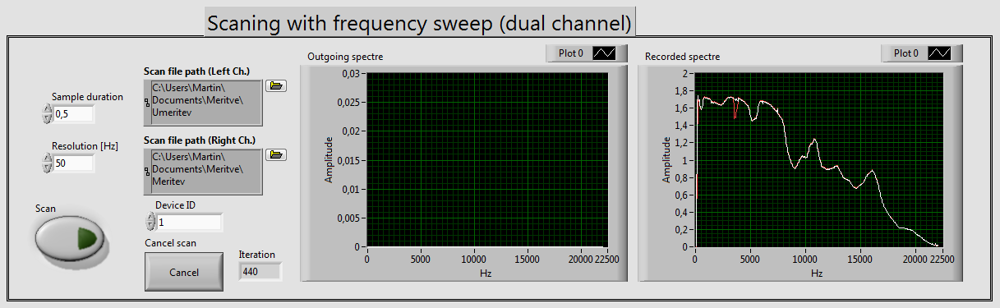 Scaning with frequency sweep (dual channel)
Sample duration
0,5
Resolution [Hz]
50
Scan
Scan file path (Left Ch.)
C:\Users\Martin\
Documents\Meritve\
Umeritev
Scan file path (Right Ch.)
C:\Users\Martin\
Documents\Meritve\
Meritev
Device ID
1
Cancel scan
Cancel
Iteration
440
Outgoing spectre
Plot 0
Amplitude
0,03
0,025
0,02
0,015
0,01
0,005
0
0 5000 10000 15000 20000 22500
Hz
Recorded spectre
Plot 0
Amplitude
2
1,8
1,6
1,4
1,2
1
0,8
0,6
0,4
0,2
0
0 5000 10000 15000 20000 22500
Hz